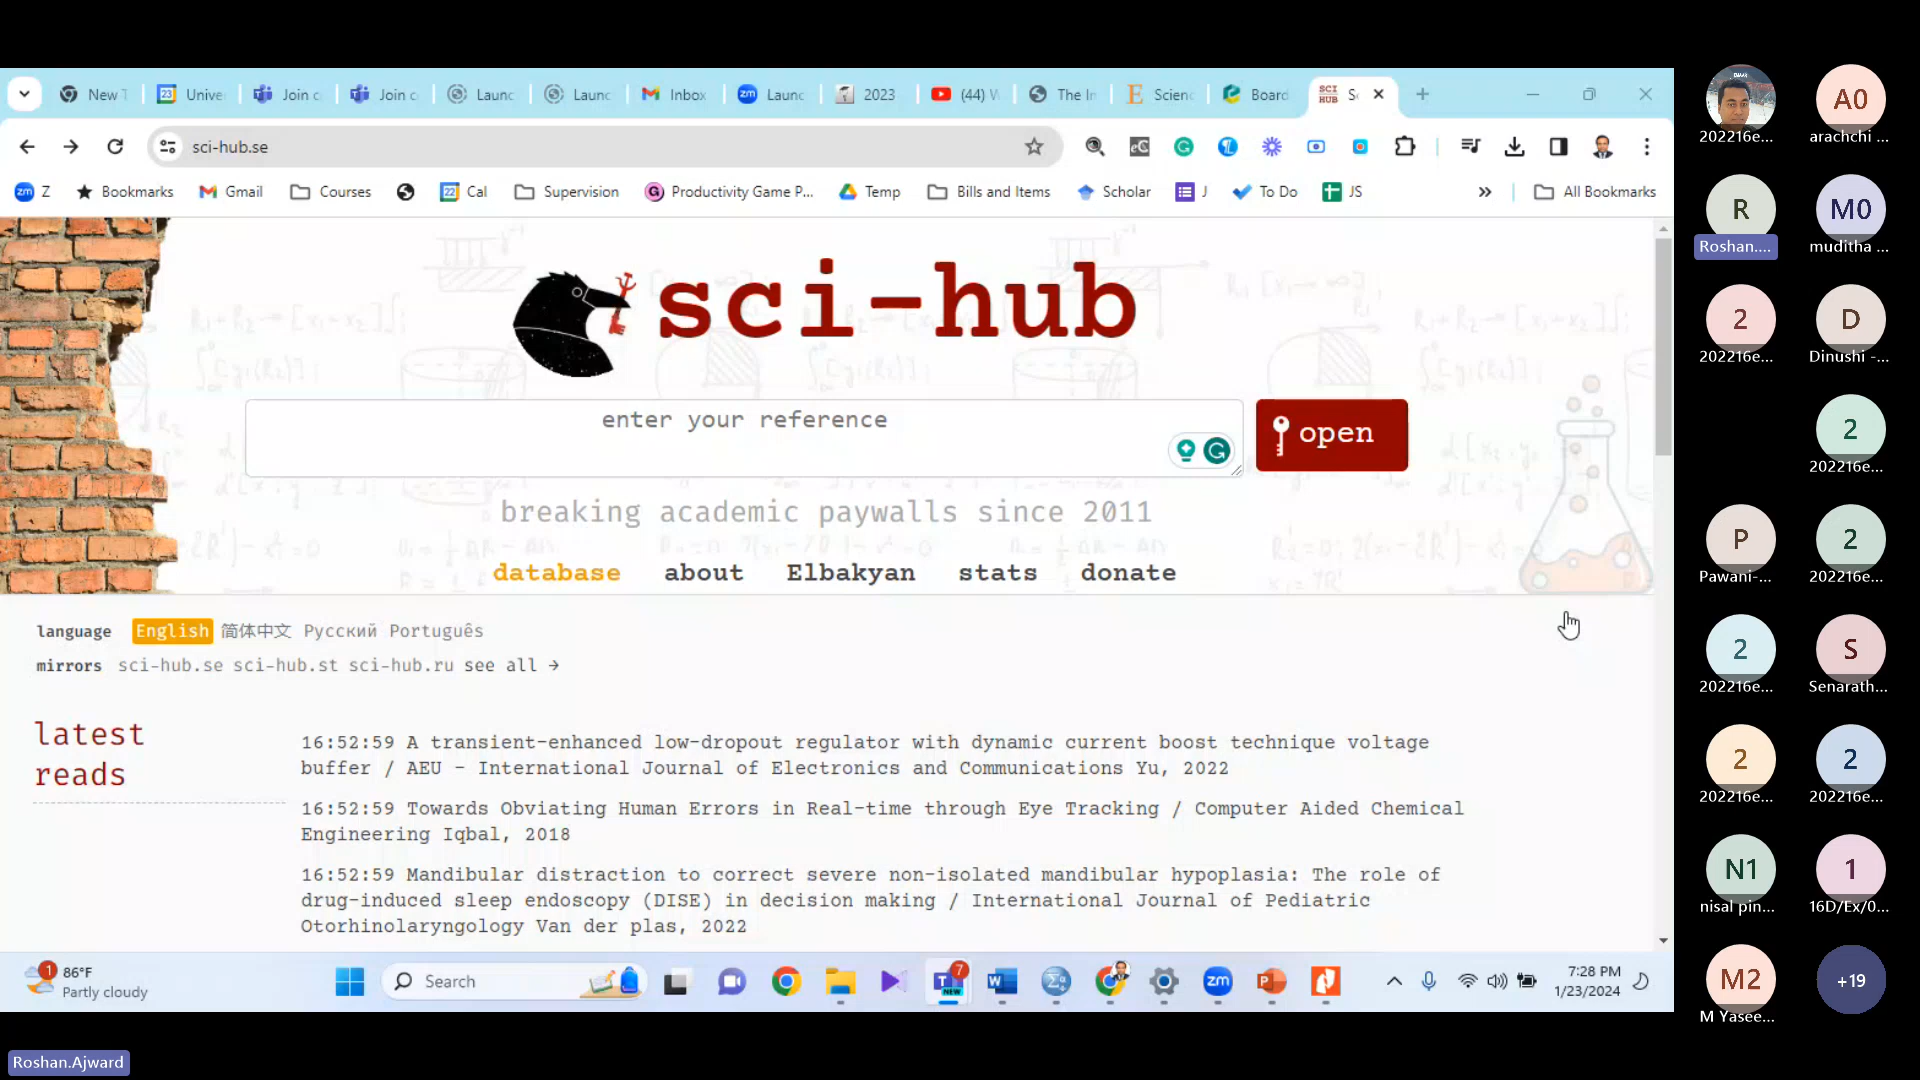 New T
Unive
Join c
Join c
Launc
Launc
Inbox
Launc
2023
(44) V
The In
Scienc
Board
SCI HUB
S
sci-hub.se
Z
Bookmarks
Gmail
Courses
Cal
Supervision
Productivity Game P...
Temp
Bills and Items
Scholar
J
To Do
JS
All Bookmarks
sci-hub
enter your reference
open
breaking academic paywalls since 2011
database about Elbakyan stats donate
language English 简体中文 Русский Português
mirrors sci-hub.se sci-hub.st sci-hub.ru see all →
latest
reads
16:52:59 A transient-enhanced low-dropout regulator with dynamic current boost technique voltage
buffer / AEU - International Journal of Electronics and Communications Yu, 2022
16:52:59 Towards Obviating Human Errors in Real-time through Eye Tracking / Computer Aided Chemical
Engineering Iqbal, 2018
16:52:59 Mandibular distraction to correct severe non-isolated mandibular hypoplasia: The role of
drug-induced sleep endoscopy (DISE) in decision making / International Journal of Pediatric
Otorhinolaryngology Van der plas, 2022
1
86°F
Partly cloudy
Search
7
NEW
zm
7:28 PM
1/23/2024
202216e...
A0
arachchi ...
R
Roshan....
M0
muditha ...
2
202216e...
D
Dinushi -...
2
202216e...
P
Pawani-...
2
202216e...
2
202216e...
S
Senarath...
2
202216e...
2
202216e...
N1
nisal pin...
1
16D/Ex/0...
M2
M Yasee...
+19
Roshan.Ajward